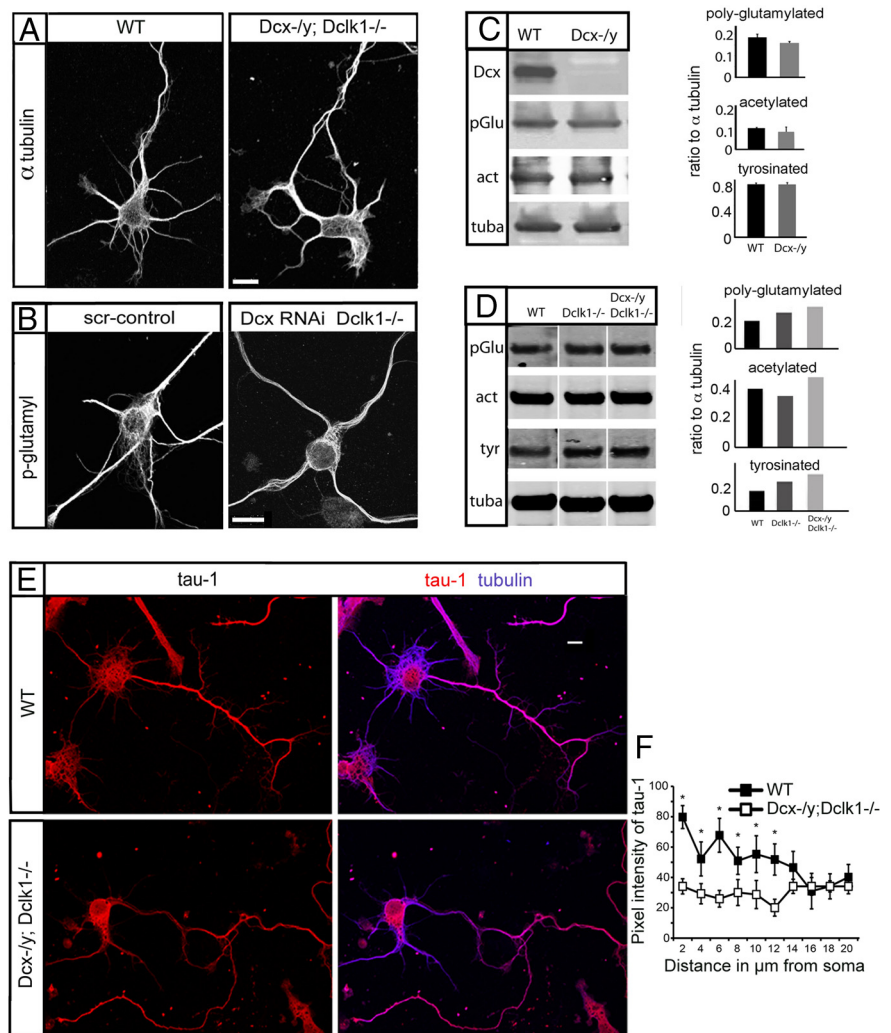 A
WT
Dcx-/y; Dclk1-/-
α tubulin
B
scr-control
Dcx RNAi Dclk1-/-
p-glutamyl
C
WT Dcx-/y
Dcx
pGlu
act
tuba
ratio to α tubulin
poly-glutamylated
0.2
0
acetylated
0.2
0.1
0
tyrosinated
0.8
0.4
0
WT Dcx-/y
D
WT Dclk1-/- Dcx-/y Dclk1-/-
pGlu
act
tyr
tuba
ratio to α tubulin
poly-glutamylated
0.2
0
acetylated
0.4
0.2
0
tyrosinated
0.2
0
WT Dclk1-/- Dcx-/y Dclk1-/-
E
tau-1
tau-1 tubulin
WT
Dcx-/y; Dclk1-/-
F
Pixel intensity of tau-1
WT
Dcx-/y;Dclk1-/-
100
80
60
40
20
0
* * * * * *
2 4 6 8 10 12 14 16 18 20
Distance in µm from soma